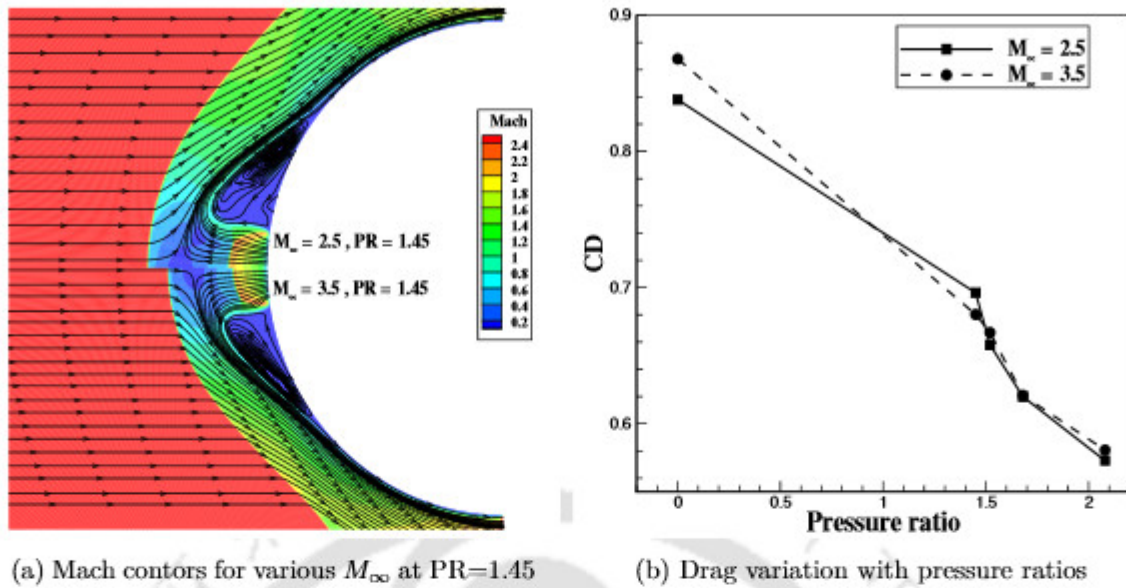 Mach
2.4
2.2
2
1.8
1.6
1.4
1.2
1
0.8
0.6
0.4
0.2
M∞ = 2.5 , PR = 1.45
M∞ = 3.5 , PR = 1.45
(a) Mach contors for various M∞ at PR=1.45
0.9
0.8
0.7
0.6
CD
M∞ = 2.5
M∞ = 3.5
0 0.5 1 1.5 2
Pressure ratio
(b) Drag variation with pressure ratios